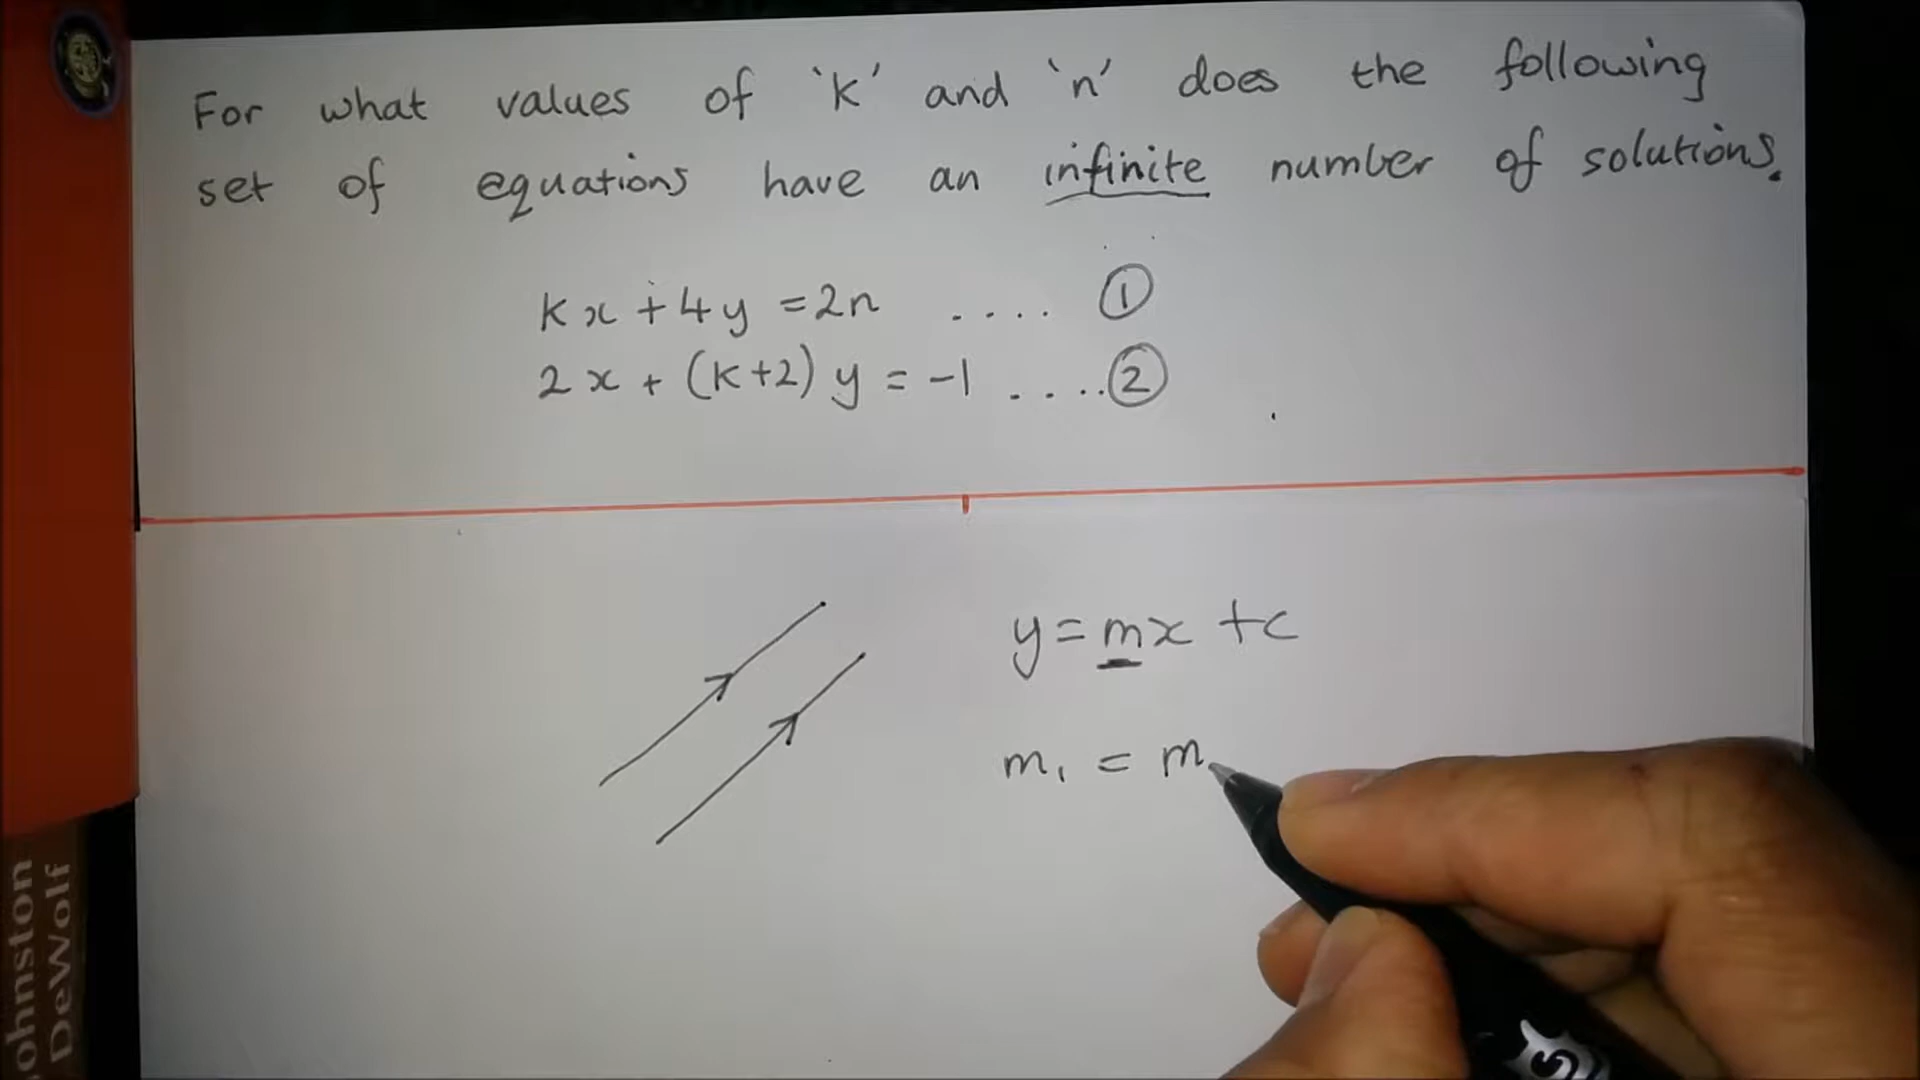 For what values of 'k' and 'n' does the following
set of equations have an infinite number of solutions.
kx + 4y = 2n .... ①
2x + (k+2) y = -1 .... ②
y = mx + c
m₁ = m
ohnston
DeWolf